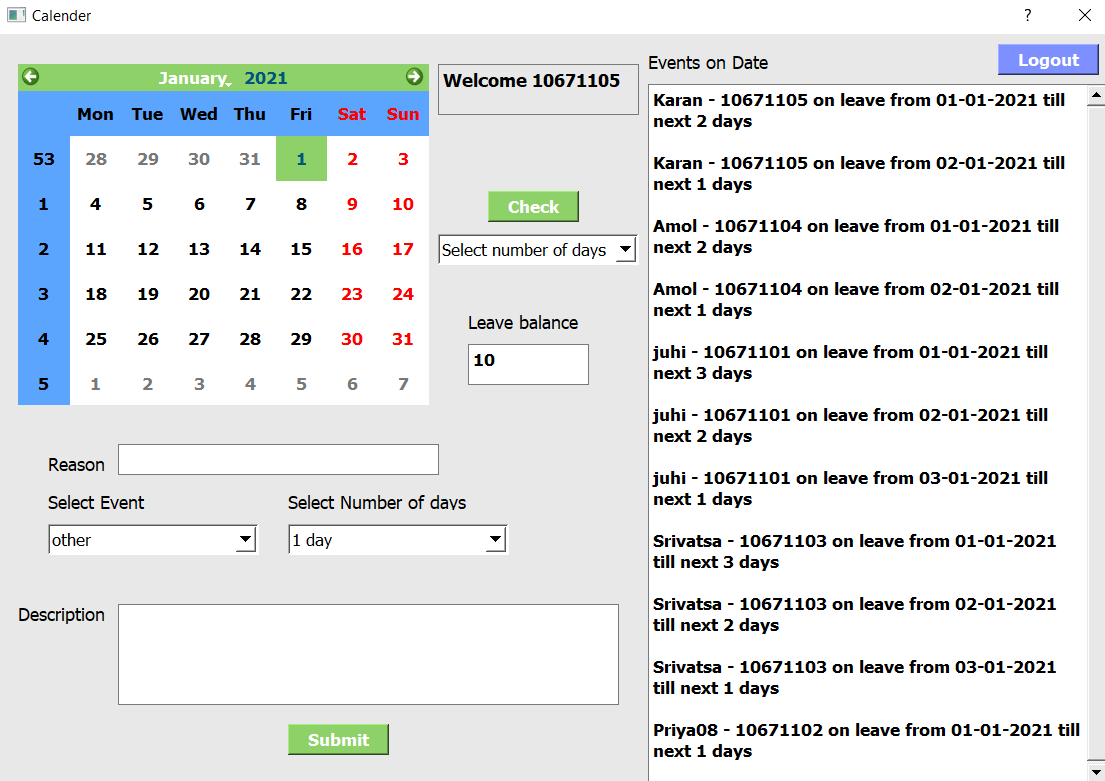 Calender
?
January, 2021
Mon Tue Wed Thu Fri Sat Sun
53 28 29 30 31 1 2 3
1 4 5 6 7 8 9 10
2 11 12 13 14 15 16 17
3 18 19 20 21 22 23 24
4 25 26 27 28 29 30 31
5 1 2 3 4 5 6 7
Welcome 10671105
Check
Select number of days
Leave balance
10
Reason
Select Event
Select Number of days
other
1 day
Description
Submit
Events on Date
Logout
Karan - 10671105 on leave from 01-01-2021 till
next 2 days
Karan - 10671105 on leave from 02-01-2021 till
next 1 days
Amol - 10671104 on leave from 01-01-2021 till
next 2 days
Amol - 10671104 on leave from 02-01-2021 till
next 1 days
juhi - 10671101 on leave from 01-01-2021 till
next 3 days
juhi - 10671101 on leave from 02-01-2021 till
next 2 days
juhi - 10671101 on leave from 03-01-2021 till
next 1 days
Srivatsa - 10671103 on leave from 01-01-2021
till next 3 days
Srivatsa - 10671103 on leave from 02-01-2021
till next 2 days
Srivatsa - 10671103 on leave from 03-01-2021
till next 1 days
Priya08 - 10671102 on leave from 01-01-2021 till
next 1 days